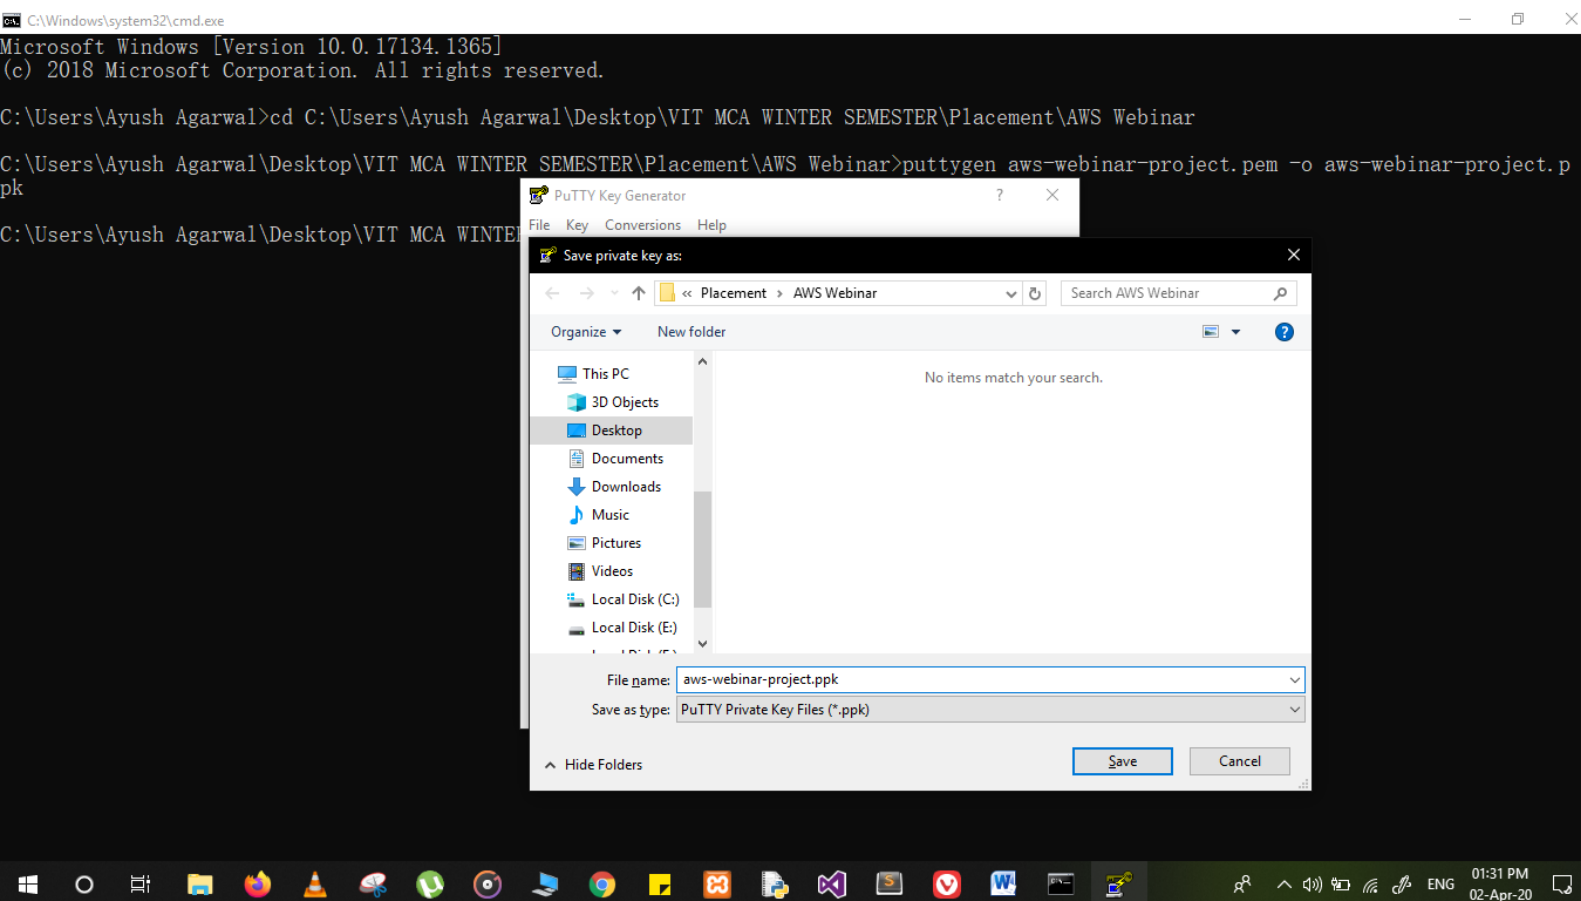 C:\Windows\system32\cmd.exe
Microsoft Windows [Version 10.0.17134.1365]
(c) 2018 Microsoft Corporation. All rights reserved.
C:\Users\Ayush Agarwal>cd C:\Users\Ayush Agarwal\Desktop\VIT MCA WINTER SEMESTER\Placement\AWS Webinar
C:\Users\Ayush Agarwal\Desktop\VIT MCA WINTER SEMESTER\Placement\AWS Webinar>puttygen aws-webinar-project.pem -o aws-webinar-project.p
pk
C:\Users\Ayush Agarwal\Desktop\VIT MCA WINTE
PuTTY Key Generator
?
File Key Conversions Help
Save private key as:
« Placement > AWS Webinar
Search AWS Webinar
Organize
New folder
?
This PC
3D Objects
Desktop
Documents
Downloads
Music
Pictures
Videos
Local Disk (C:)
Local Disk (E:)
No items match your search.
File name: aws-webinar-project.ppk
Save as type: PuTTY Private Key Files (*.ppk)
Hide Folders
Save
Cancel
ENG
01:31 PM
02-Apr-20